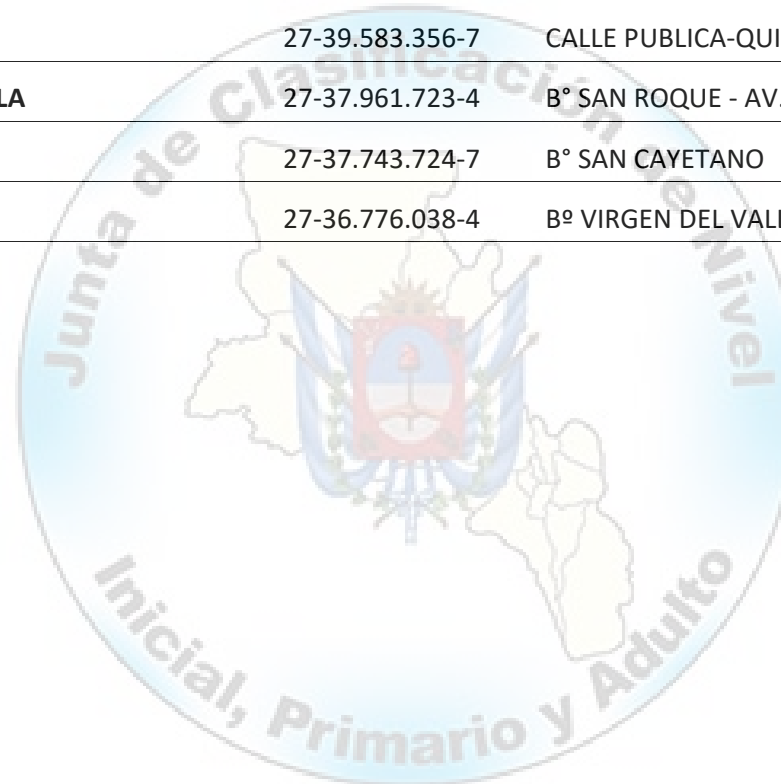 27-39.583.356-7 CALLE PUBLICA-QUI
LA 27-37.961.723-4 B° SAN ROQUE - AV.
27-37.743.724-7 B° SAN CAYETANO
27-36.776.038-4 Bº VIRGEN DEL VALL
Junta de Clasificación de Nivel
Inicial, Primario y Adulto